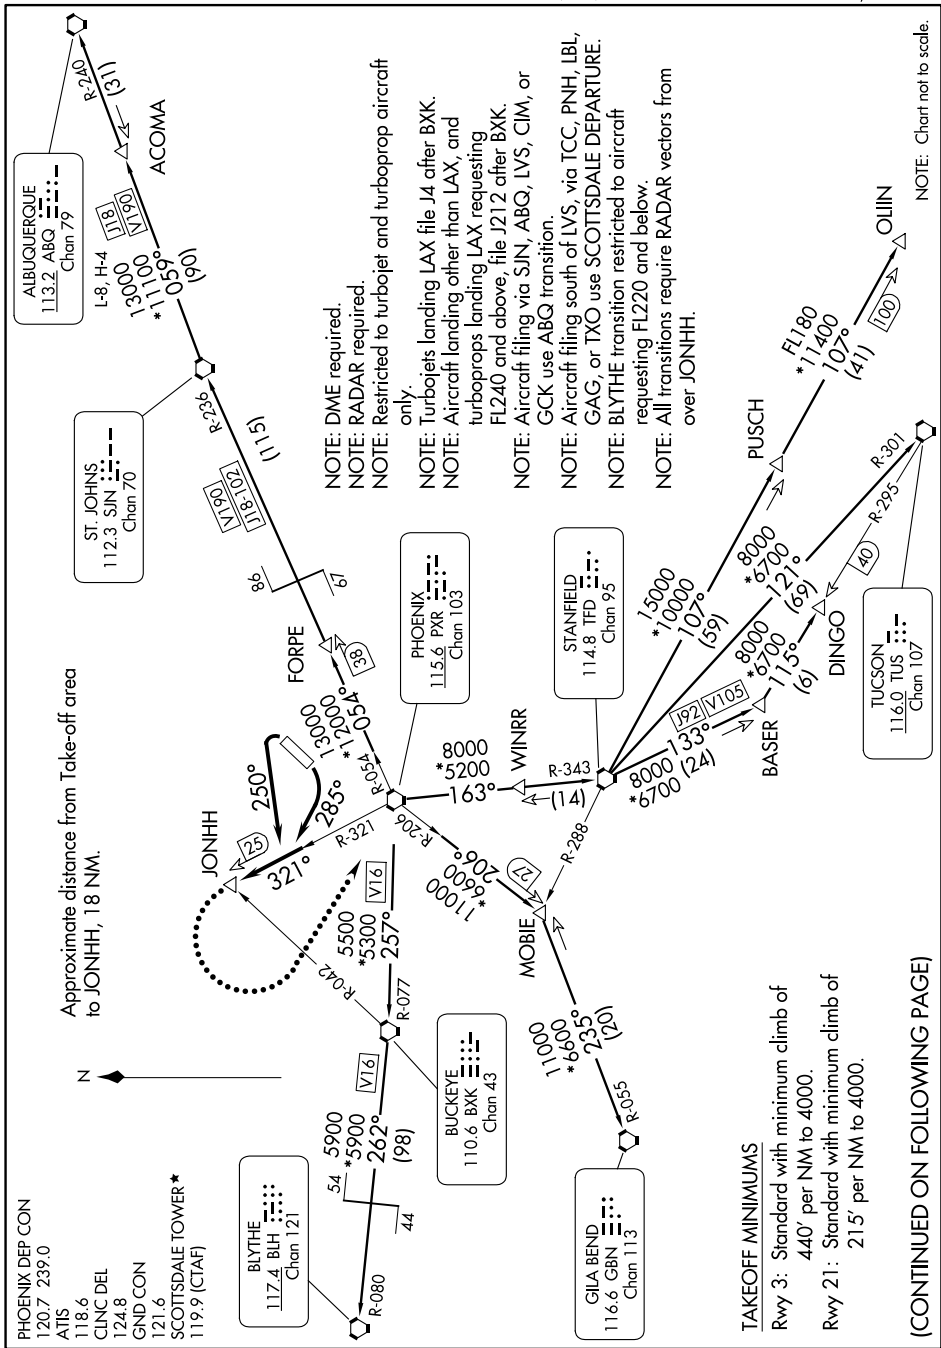 PHOENIX DEP CON
120.7 239.0
ATIS
118.6
CLNC DEL
124.8
GND CON
121.6
SCOTTSDALE TOWER★
119.9 (CTAF)
Approximate distance from Take-off area
to JONHH, 18 NM.
N
ALBUQUERQUE
113.2 ABQ
Chan 79
L-8, H-4
R-240
(31)
ACOMA
J18
V190
13000
*11100
059°
(90)
ST. JOHNS
112.3 SJN
Chan 70
R-236
(115)
V190
J18-102
86
67
FORPE
38
13000
*12000
054°
R-054
PHOENIX
115.6 PXR
Chan 103
JONHH
25
250°
285°
321°
R-321
R-206
R-042
V16
5500
*5300
257°
R-077
BUCKEYE
110.6 BXK
Chan 43
V16
5900
*5900
262°
(98)
54
44
R-080
BLYTHE
117.4 BLH
Chan 121
8000
*5200
163°
WINRR
(14)
R-343
STANFIELD
114.8 TFD
Chan 95
R-288
206°
*6600
11000
27
MOBIE
11000
*6600
235°
(20)
R-055
GILA BEND
116.6 GBN
Chan 113
15000
*10000
107°
(59)
PUSCH
FL180
*11400
107°
(41)
100
OLIIN
8000
*6700
121°
(69)
R-301
R-295
40
8000
*6700
115°
(6)
DINGO
J92
V105
133°
8000 (24)
*6700
BASER
TUCSON
116.0 TUS
Chan 107
NOTE: DME required.
NOTE: RADAR required.
NOTE: Restricted to turbojet and turboprop aircraft
only.
NOTE: Turbojets landing LAX file J4 after BXK.
NOTE: Aircraft landing other than LAX, and
turboprops landing LAX requesting
FL240 and above, file J212 after BXK.
NOTE: Aircraft filing via SJN, ABQ, LVS, CIM, or
GCK use ABQ transition.
NOTE: Aircraft filing south of LVS, via TCC, PNH, LBL,
GAG, or TXO use SCOTTSDALE DEPARTURE.
NOTE: BLYTHE transition restricted to aircraft
requesting FL220 and below.
NOTE: All transitions require RADAR vectors from
over JONHH.
TAKEOFF MINIMUMS
Rwy 3: Standard with minimum climb of
440' per NM to 4000.
Rwy 21: Standard with minimum climb of
215' per NM to 4000.
(CONTINUED ON FOLLOWING PAGE)
NOTE: Chart not to scale.